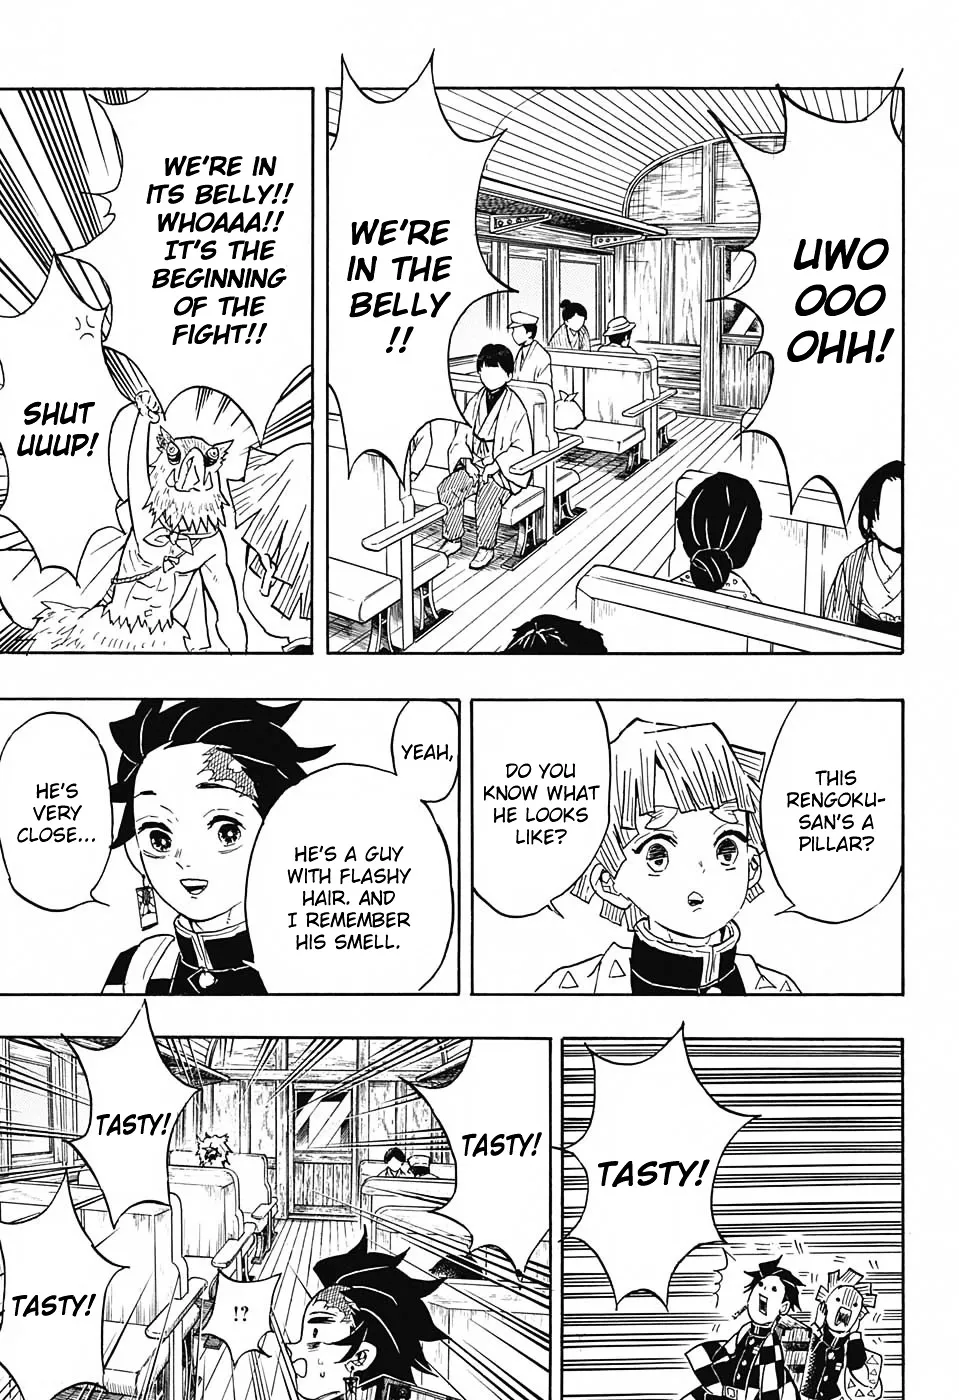 UWO
OOO
OHH!
WE'RE
IN THE
BELLY
!!
WE'RE IN
ITS BELLY!!
WHOAAA!!
IT'S THE
BEGINNING
OF THE
FIGHT!!
SHUT
UUUP!
THIS
RENGOKU-
SAN'S A
PILLAR?
DO YOU
KNOW WHAT
HE LOOKS
LIKE?
YEAH,
HE'S A GUY
WITH FLASHY
HAIR. AND
I REMEMBER
HIS SMELL.
HE'S
VERY
CLOSE...
TASTY!
TASTY!
TASTY!
!?
TASTY!